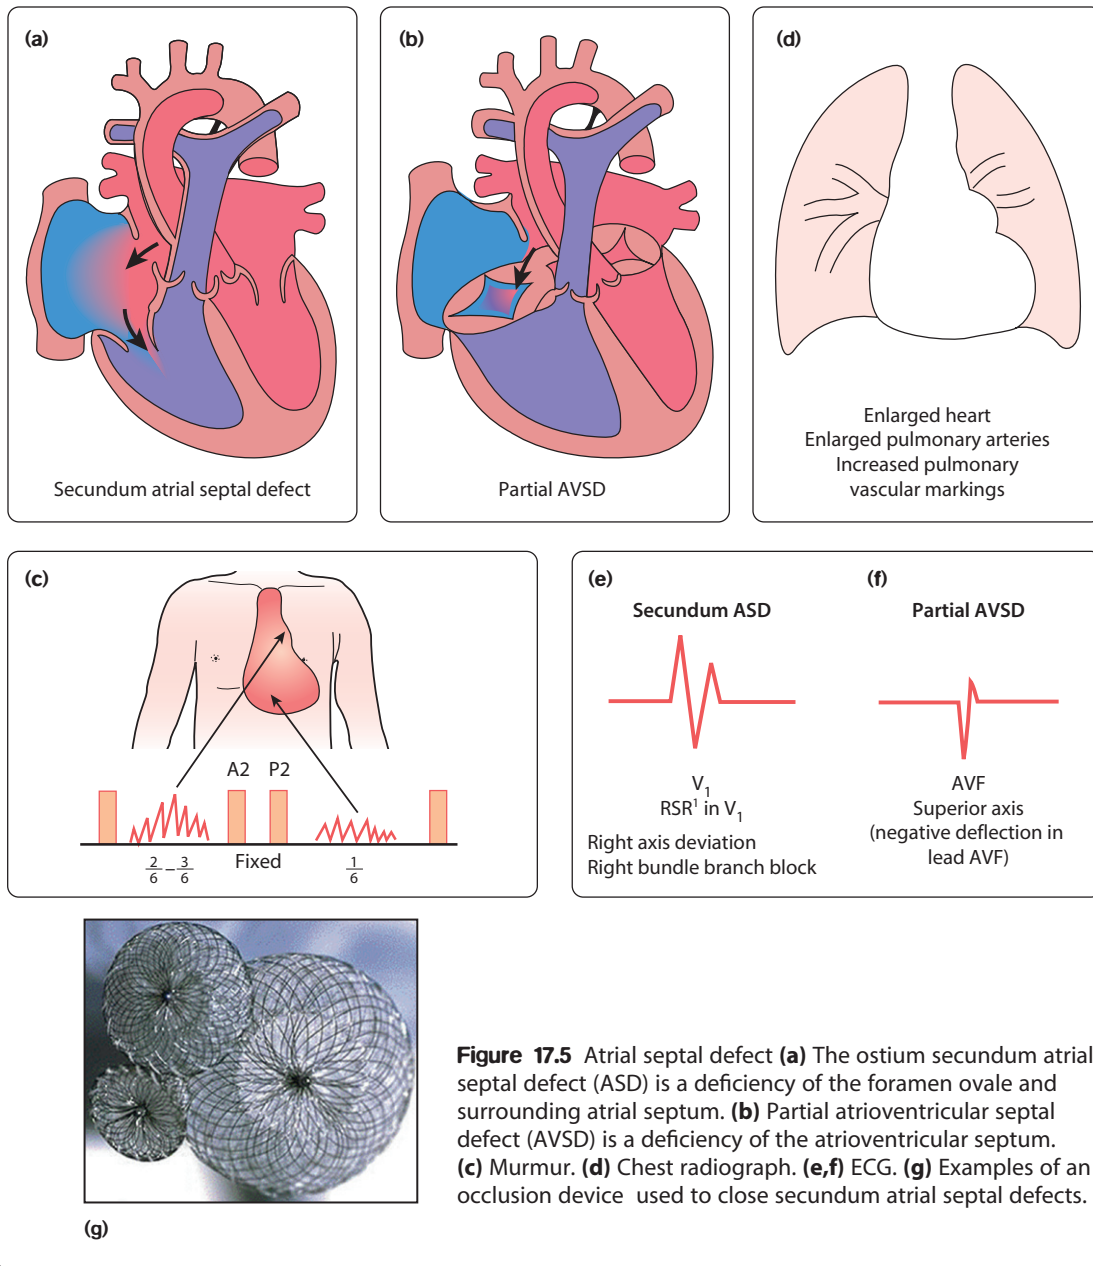 (a)
Secundum atrial septal defect
(b)
Partial AVSD
(d)
Enlarged heart
Enlarged pulmonary arteries
Increased pulmonary
vascular markings
(c)
A2 P2
Fixed
2/6 – 3/6
1/6
(e)
Secundum ASD
V₁
RSR¹ in V₁
Right axis deviation
Right bundle branch block
(f)
Partial AVSD
AVF
Superior axis
(negative deflection in
lead AVF)
(g)
Figure 17.5 Atrial septal defect (a) The ostium secundum atrial
septal defect (ASD) is a deficiency of the foramen ovale and
surrounding atrial septum. (b) Partial atrioventricular septal
defect (AVSD) is a deficiency of the atrioventricular septum.
(c) Murmur. (d) Chest radiograph. (e,f) ECG. (g) Examples of an
occlusion device used to close secundum atrial septal defects.